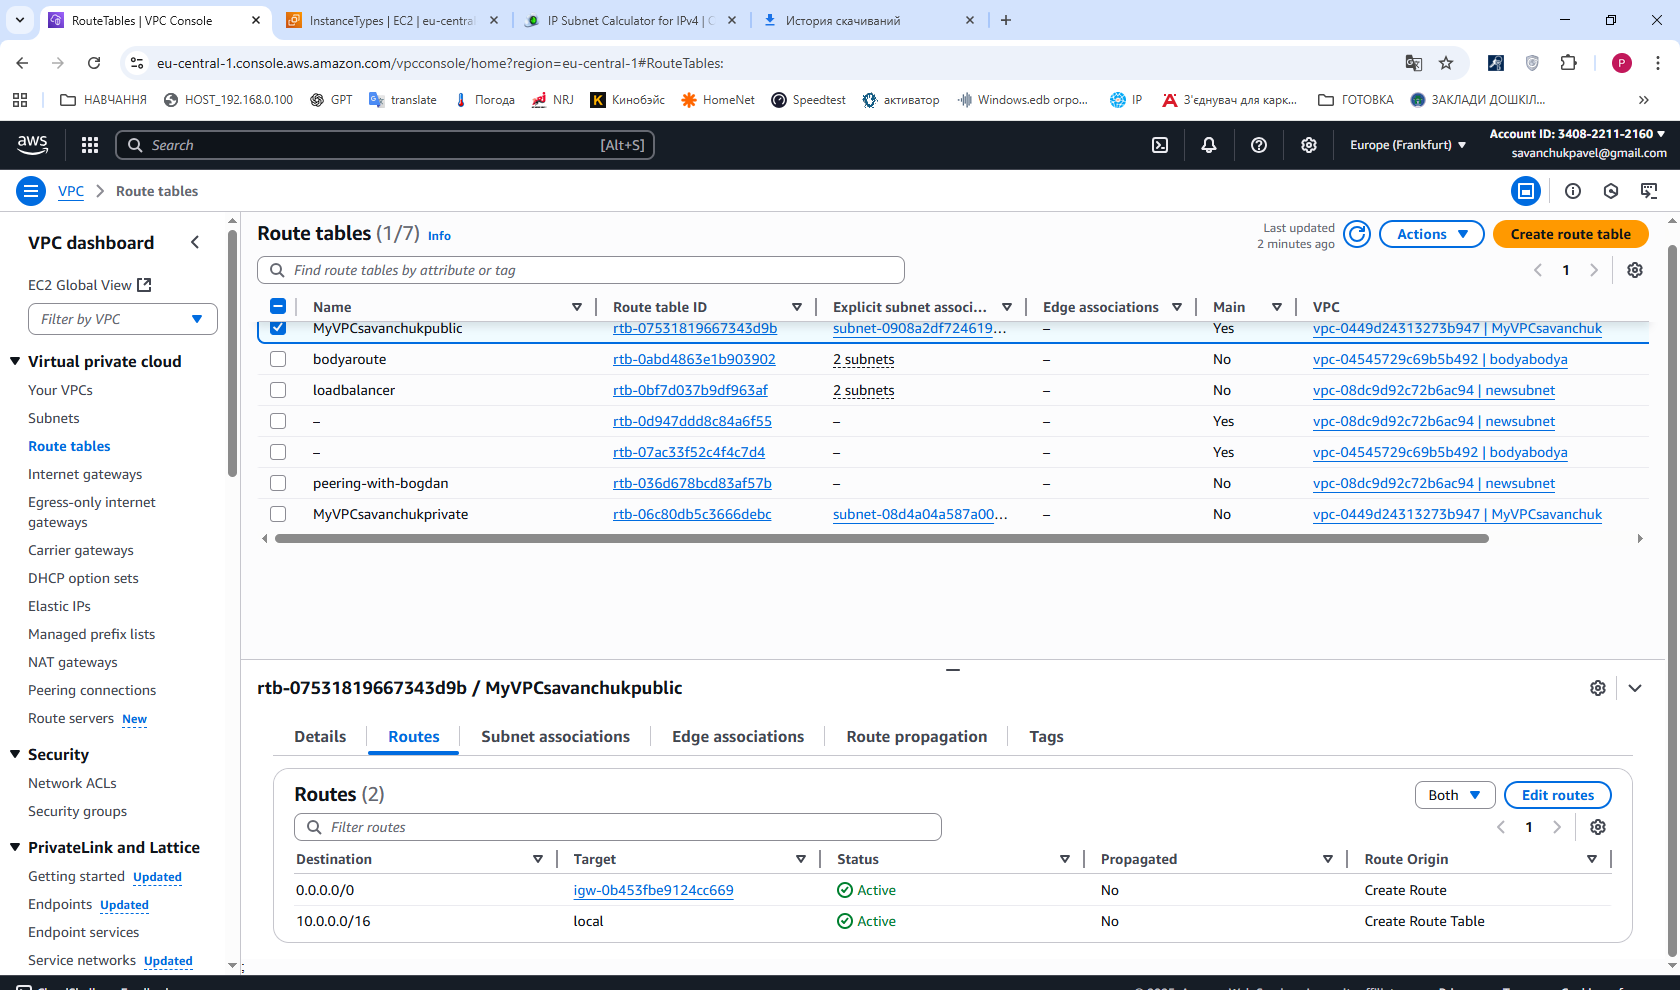 RouteTables | VPC Console
InstanceTypes | EC2 | eu-central
IP Subnet Calculator for IPv4 | C
История скачиваний
eu-central-1.console.aws.amazon.com/vpcconsole/home?region=eu-central-1#RouteTables:
P
НАВЧАННЯ
HOST_192.168.0.100
GPT
translate
Погода
NRJ
Кинобэйс
HomeNet
Speedtest
активатор
Windows.edb огро...
IP
З'єднувач для карк...
ГОТОВКА
ЗАКЛАДИ ДОШКІЛ...
aws
Search [Alt+S]
Europe (Frankfurt)
Account ID: 3408-2211-2160
savanchukpavel@gmail.com
VPC
Route tables
VPC dashboard
EC2 Global View
Filter by VPC
Virtual private cloud
Your VPCs
Subnets
Route tables
Internet gateways
Egress-only internet
gateways
Carrier gateways
DHCP option sets
Elastic IPs
Managed prefix lists
NAT gateways
Peering connections
Route servers New
Security
Network ACLs
Security groups
PrivateLink and Lattice
Getting started Updated
Endpoints Updated
Endpoint services
Service networks Updated
Route tables (1/7) Info
Last updated
2 minutes ago
Actions
Create route table
Find route tables by attribute or tag
1
Name Route table ID Explicit subnet associ... Edge associations Main VPC
MyVPCsavanchukpublic rtb-07531819667343d9b subnet-0908a2df724619... – Yes vpc-0449d24313273b947 | MyVPCsavanchuk
bodyaroute rtb-0abd4863e1b903902 2 subnets – No vpc-04545729c69b5b492 | bodyabodya
loadbalancer rtb-0bf7d037b9df963af 2 subnets – No vpc-08dc9d92c72b6ac94 | newsubnet
– rtb-0d947ddd8c84a6f55 – – Yes vpc-08dc9d92c72b6ac94 | newsubnet
– rtb-07ac33f52c4f4c7d4 – – Yes vpc-04545729c69b5b492 | bodyabodya
peering-with-bogdan rtb-036d678bcd83af57b – – No vpc-08dc9d92c72b6ac94 | newsubnet
MyVPCsavanchukprivate rtb-06c80db5c3666debc subnet-08d4a04a587a00... – No vpc-0449d24313273b947 | MyVPCsavanchuk
rtb-07531819667343d9b / MyVPCsavanchukpublic
Details Routes Subnet associations Edge associations Route propagation Tags
Routes (2)
Both
Edit routes
Filter routes
1
Destination Target Status Propagated Route Origin
0.0.0.0/0 igw-0b453fbe9124cc669 Active No Create Route
10.0.0.0/16 local Active No Create Route Table